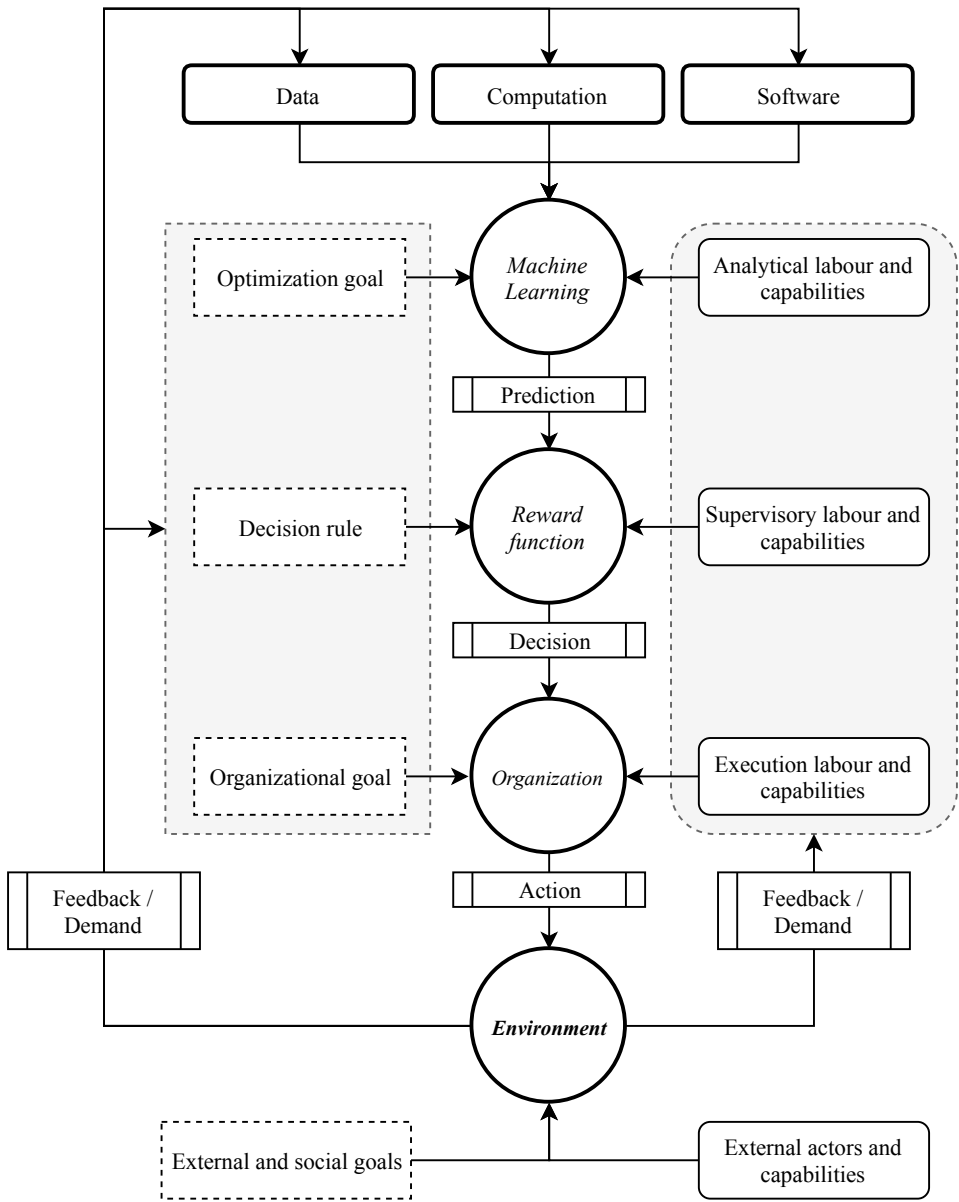 Data
Computation
Software
Optimization goal
Machine
Learning
Analytical labour and
capabilities
Prediction
Decision rule
Reward
function
Supervisory labour and
capabilities
Decision
Organizational goal
Organization
Execution labour and
capabilities
Feedback /
Demand
Action
Feedback /
Demand
Environment
External and social goals
External actors and
capabilities